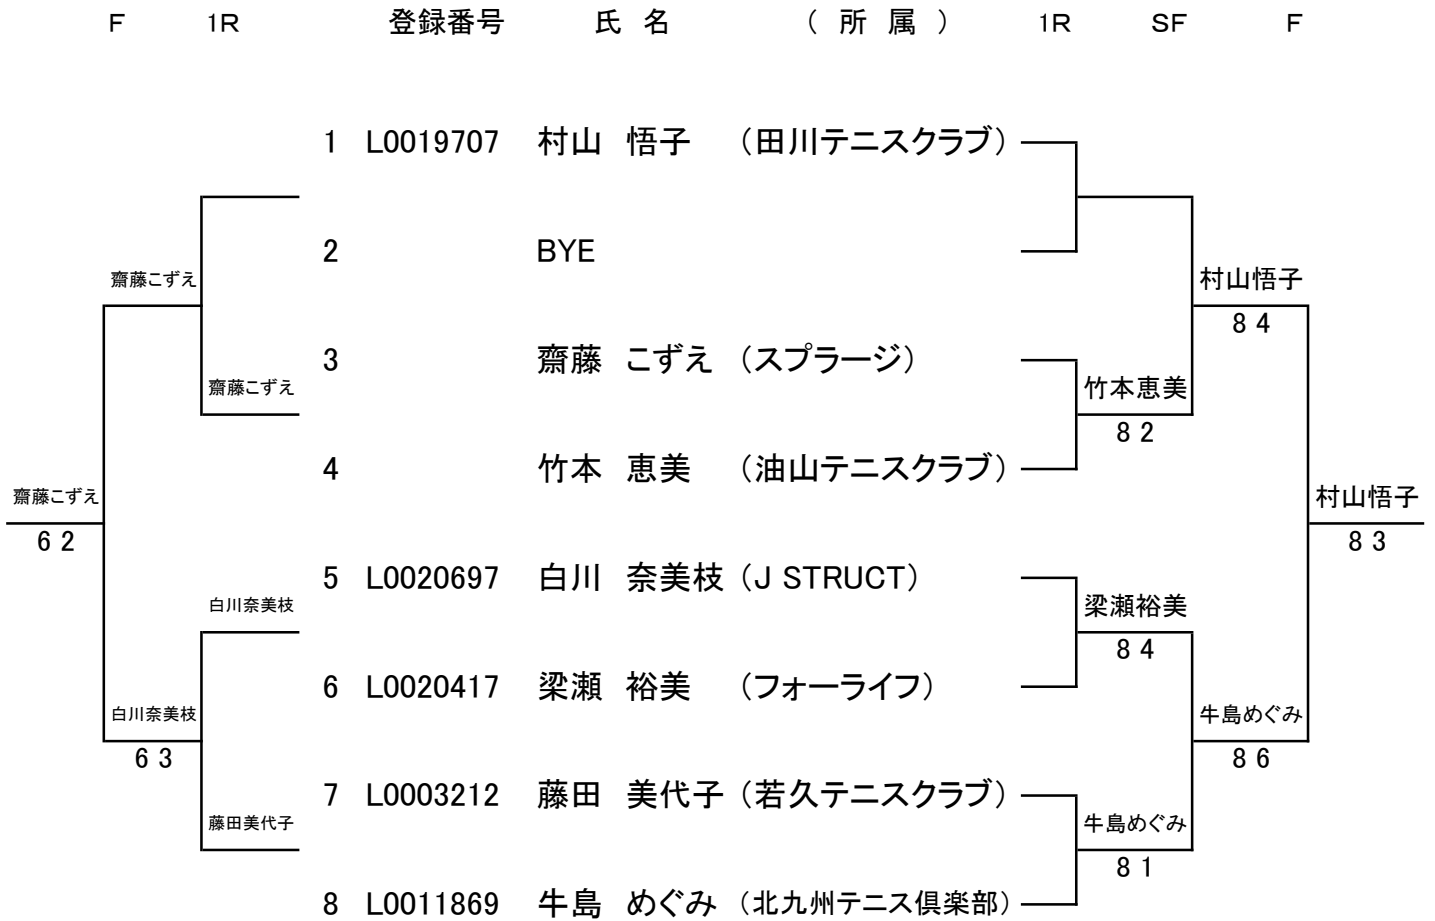 F 1R 登録番号 氏 名 ( 所 属 ) 1R SF F
1 L0019707 村山 悟子 (田川テニスクラブ)
2 BYE
齋藤こずえ 村山悟子
8 4
3 齋藤 こずえ (スプラージ)
齋藤こずえ 竹本恵美
8 2
4 竹本 恵美 (油山テニスクラブ)
齋藤こずえ 村山悟子
6 2 8 3
5 L0020697 白川 奈美枝 (J STRUCT)
白川奈美枝 梁瀬裕美
8 4
6 L0020417 梁瀬 裕美 (フォーライフ)
白川奈美枝 牛島めぐみ
6 3 8 6
7 L0003212 藤田 美代子 (若久テニスクラブ)
藤田美代子 牛島めぐみ
8 1
8 L0011869 牛島 めぐみ (北九州テニス倶楽部)